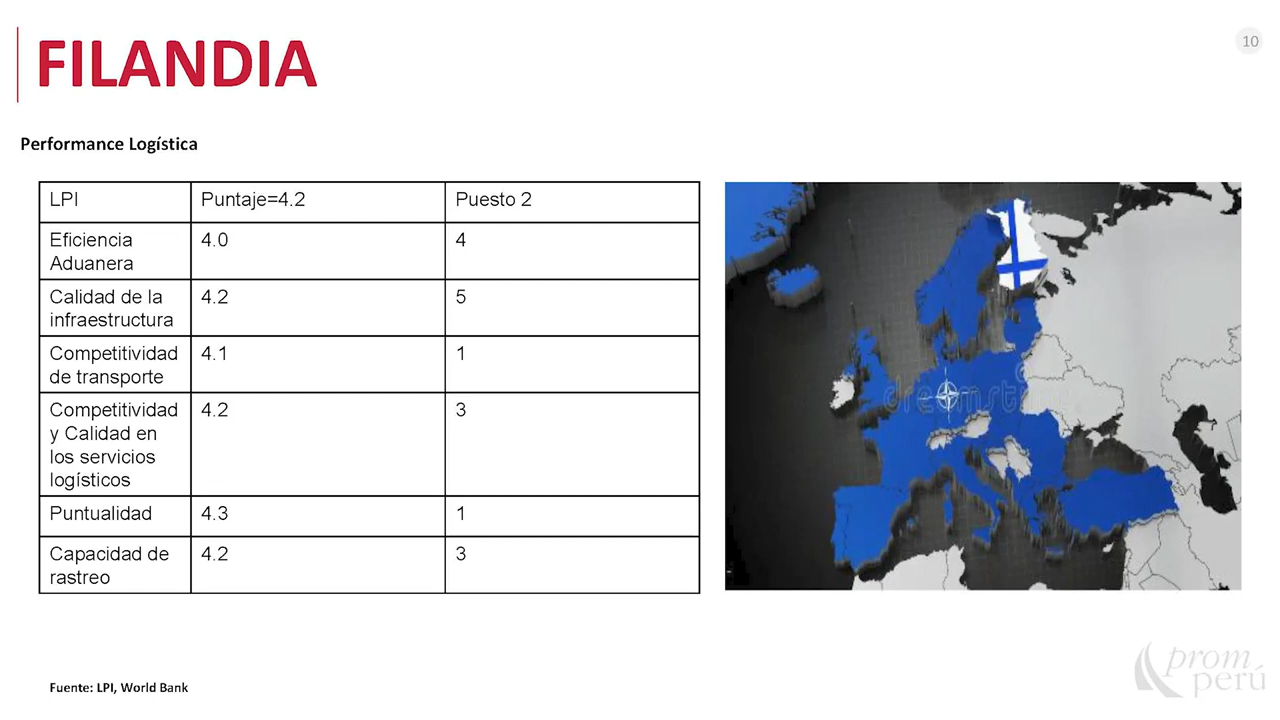 FILANDIA
10
Performance Logística
LPI Puntaje=4.2 Puesto 2
Eficiencia 4.0 4
Aduanera
Calidad de la 4.2 5
infraestructura
Competitividad 4.1 1
de transporte
Competitividad 4.2 3
y Calidad en
los servicios
logísticos
Puntualidad 4.3 1
Capacidad de 4.2 3
rastreo
Fuente: LPI, World Bank
prom
perú